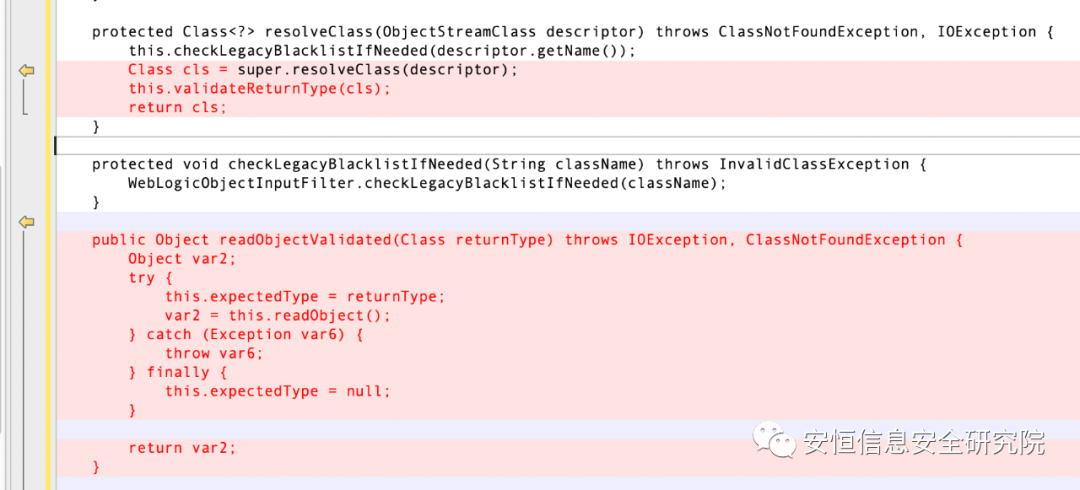 protected Class<?> resolveClass(ObjectStreamClass descriptor) throws ClassNotFoundException, IOException {
this.checkLegacyBlacklistIfNeeded(descriptor.getName());
Class cls = super.resolveClass(descriptor);
this.validateReturnType(cls);
return cls;
}
protected void checkLegacyBlacklistIfNeeded(String className) throws InvalidClassException {
WebLogicObjectInputFilter.checkLegacyBlacklistIfNeeded(className);
}
public Object readObjectValidated(Class returnType) throws IOException, ClassNotFoundException {
Object var2;
try {
this.expectedType = returnType;
var2 = this.readObject();
} catch (Exception var6) {
throw var6;
} finally {
this.expectedType = null;
}
return var2;
}
安恒信息安全研究院